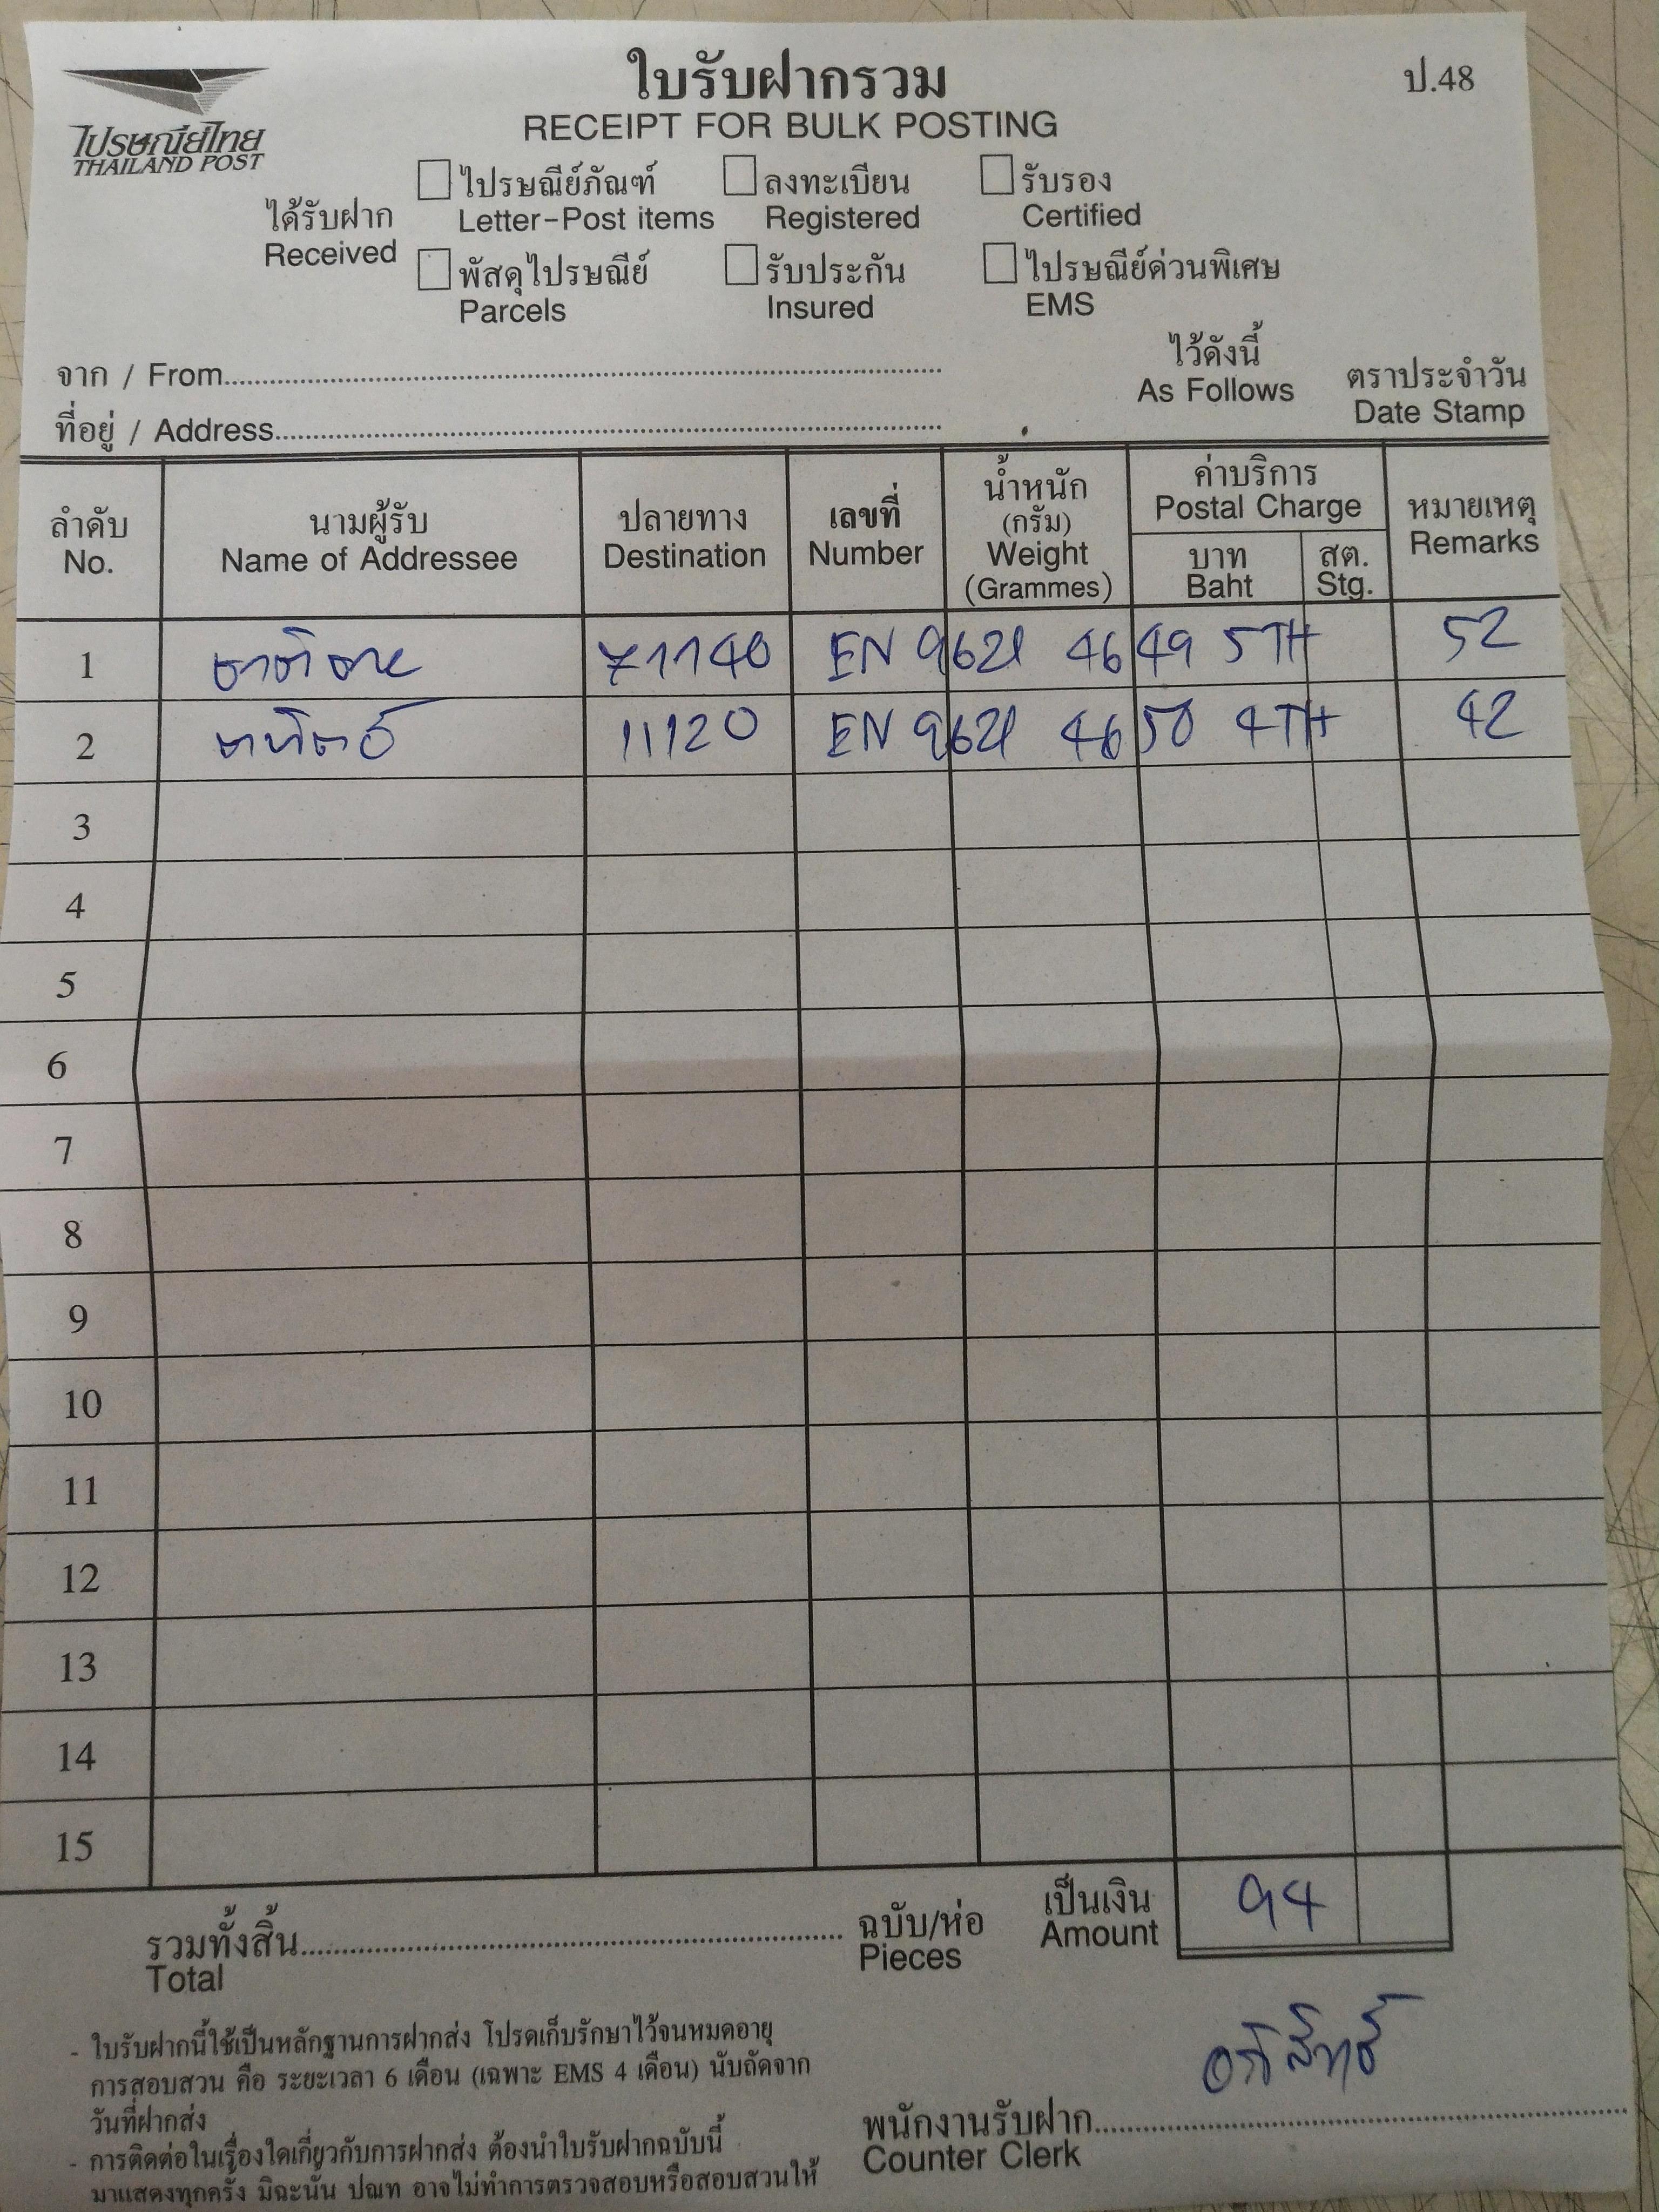 ใบรับฝากรวม
ป.48
RECEIPT FOR BULK POSTING
ไปรษณีย์ไทย
THAILAND POST
ได้รับฝาก
Received
ไปรษณีย์ภัณฑ์ ลงทะเบียน รับรอง
Letter-Post items Registered Certified
พัสดุไปรษณีย์ รับประกัน ไปรษณีย์ด่วนพิเศษ
Parcels Insured EMS
ไว้ดังนี้
As Follows
จาก / From
ที่อยู่ / Address
ตราประจำวัน
Date Stamp
ลำดับ นามผู้รับ ปลายทาง เลขที่ น้ำหนัก (กรัม) ค่าบริการ หมายเหตุ
No. Name of Addressee Destination Number Weight (Grammes) Postal Charge Remarks
บาท สต.
Baht Stg.
1 71140 EN 9621 46 49 5TH 52
2 11120 EN 9621 46 50 4TH 42
3
4
5
6
7
8
9
10
11
12
13
14
15
รวมทั้งสิ้น ฉบับ/ห่อ เป็นเงิน 94
Total Pieces Amount
- ใบรับฝากนี้ใช้เป็นหลักฐานการฝากส่ง โปรดเก็บรักษาไว้จนหมดอายุ
การสอบสวน คือ ระยะเวลา 6 เดือน (เฉพาะ EMS 4 เดือน) นับถัดจาก
วันที่ฝากส่ง
- การติดต่อในเรื่องใดเกี่ยวกับการฝากส่ง ต้องนำใบรับฝากฉบับนี้
มาแสดงทุกครั้ง มิฉะนั้น ปณท อาจไม่ทำการตรวจสอบหรือสอบสวนให้
พนักงานรับฝาก
Counter Clerk